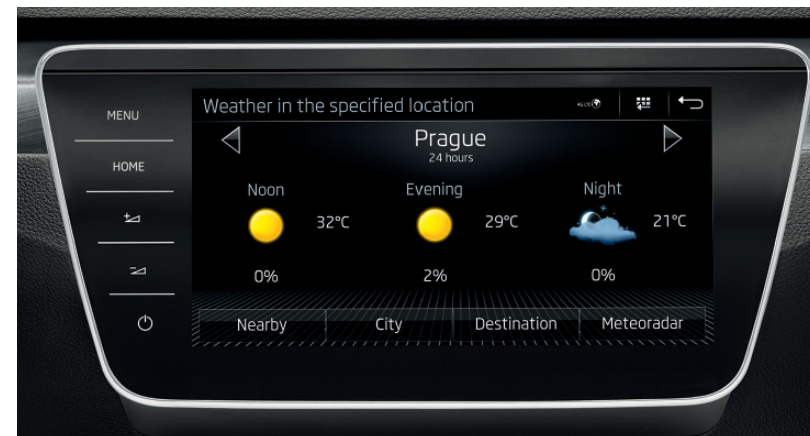 MENU
HOME
Weather in the specified location
Prague
24 hours
Noon
Evening
Night
32°C
29°C
21°C
0%
2%
0%
Nearby
City
Destination
Meteoradar